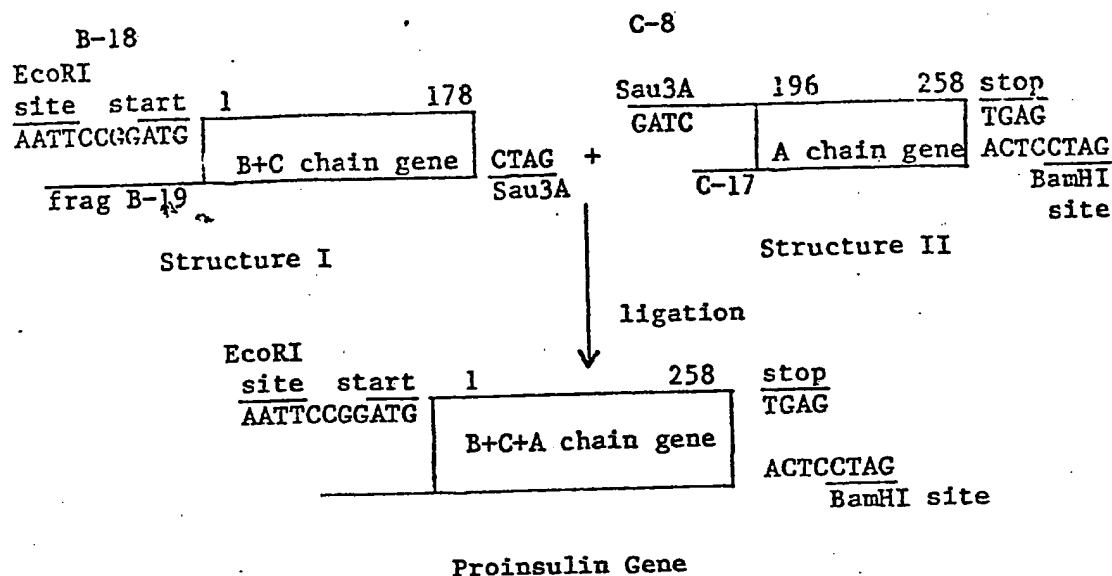 B-18
EcoRI
site start 1 178
AATTCCGGATG
B+C chain gene
CTAG
Sau3A
frag B-19
Structure I
+
C-8
Sau3A 196 258 stop
GATC TGAG
A chain gene ACTCCTAG
C-17 BamHI
site
Structure II
ligation
EcoRI
site start 1 258 stop
AATTCCGGATG TGAG
B+C+A chain gene
ACTCCTAG
BamHI site
Proinsulin Gene